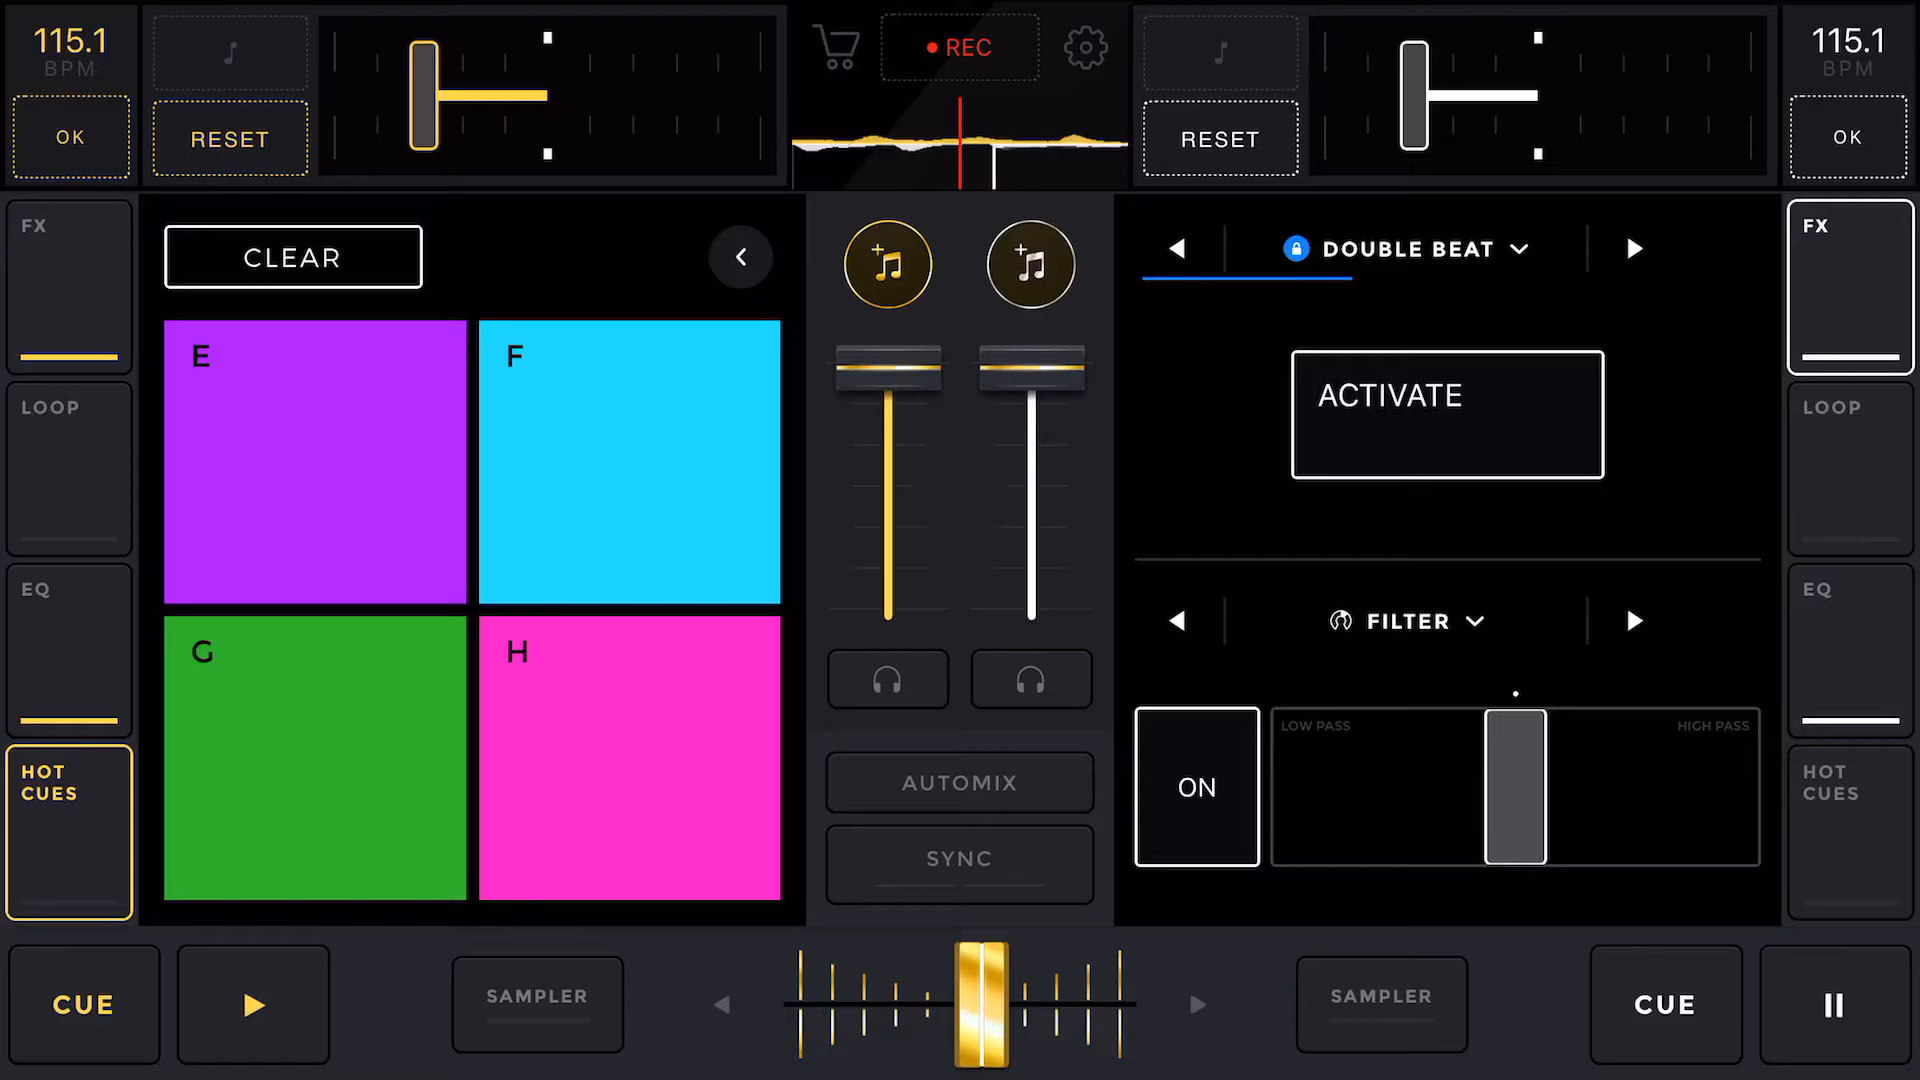 115.1
BPM
OK
RESET
REC
RESET
115.1
BPM
OK
FX
LOOP
EQ
HOT
CUES
CLEAR
E
F
G
H
AUTOMIX
SYNC
DOUBLE BEAT
ACTIVATE
FILTER
ON
LOW PASS
HIGH PASS
FX
LOOP
EQ
HOT
CUES
CUE
SAMPLER
SAMPLER
CUE